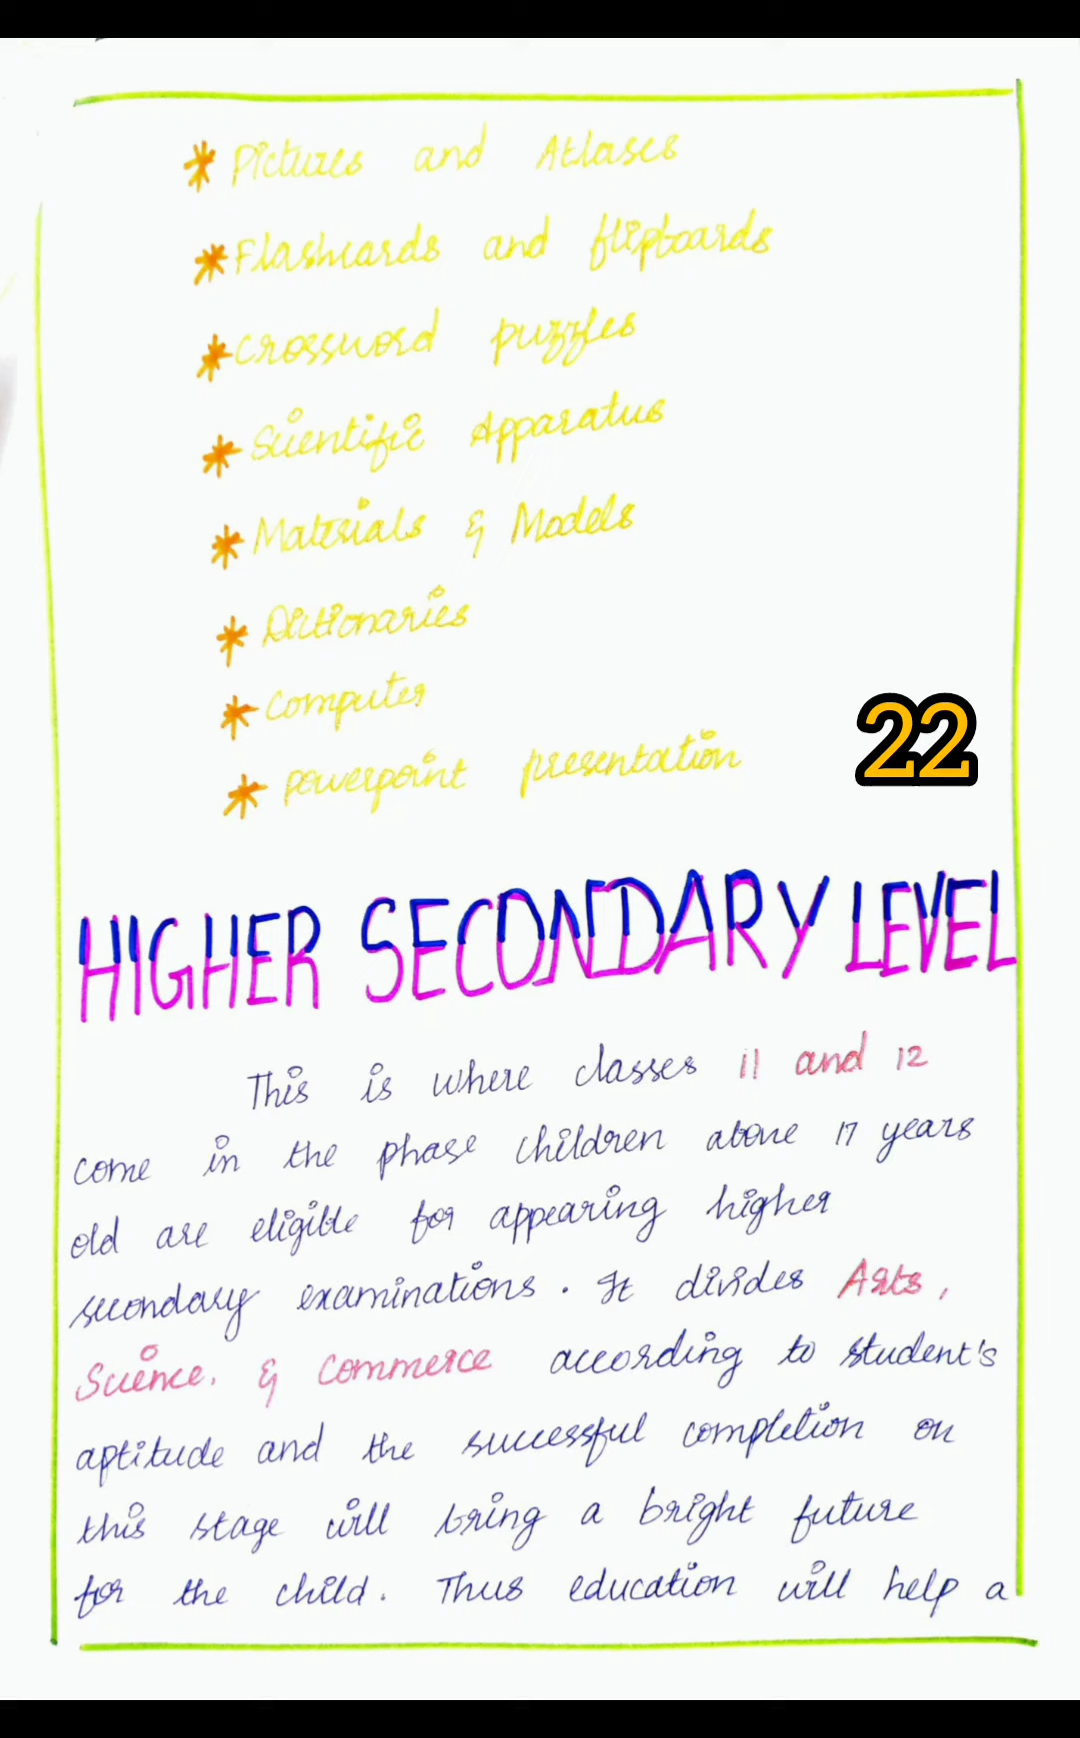 * Pictures and Atlases
* Flashcards and flipboards
* Crossword puzzles
* Scientific Apparatus
* Materials & Models
* Dictionaries
* Computer
* Powerpoint presentation
22
HIGHER SECONDARY LEVEL
This is where classes 11 and 12
come in the phase children above 17 years
old are eligible for appearing higher
secondary examinations. It divides Arts,
Science, & Commerce according to student's
aptitude and the successful completion on
this stage will bring a bright future
for the child. Thus education will help a